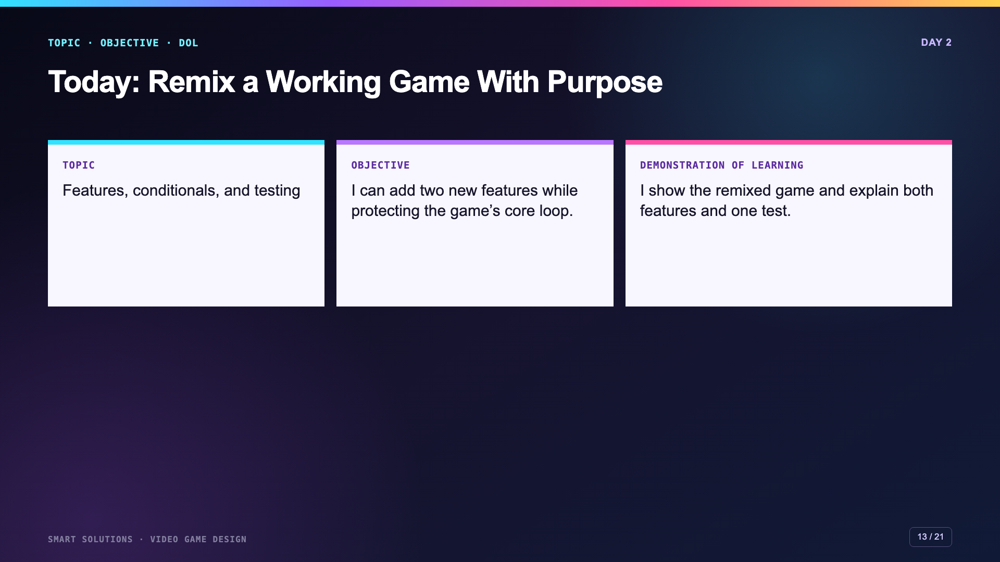 TOPIC · OBJECTIVE · DOL
DAY 2
Today: Remix a Working Game With Purpose
TOPIC
Features, conditionals, and testing
OBJECTIVE
I can add two new features while
protecting the game’s core loop.
DEMONSTRATION OF LEARNING
I show the remixed game and explain both
features and one test.
SMART SOLUTIONS · VIDEO GAME DESIGN
13 / 21